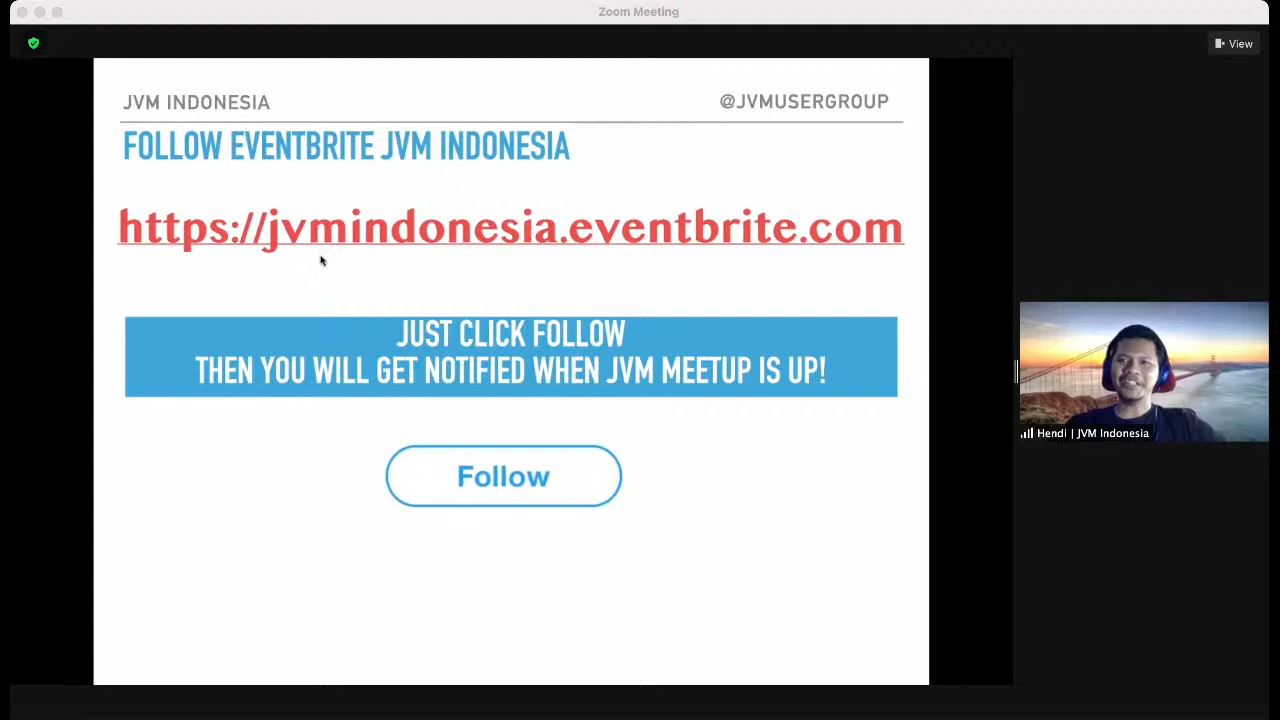 Zoom Meeting
View
JVM INDONESIA
@JVMUSERGROUP
FOLLOW EVENTBRITE JVM INDONESIA
https://jvmindonesia.eventbrite.com
JUST CLICK FOLLOW
THEN YOU WILL GET NOTIFIED WHEN JVM MEETUP IS UP!
Follow
Hendi | JVM Indonesia